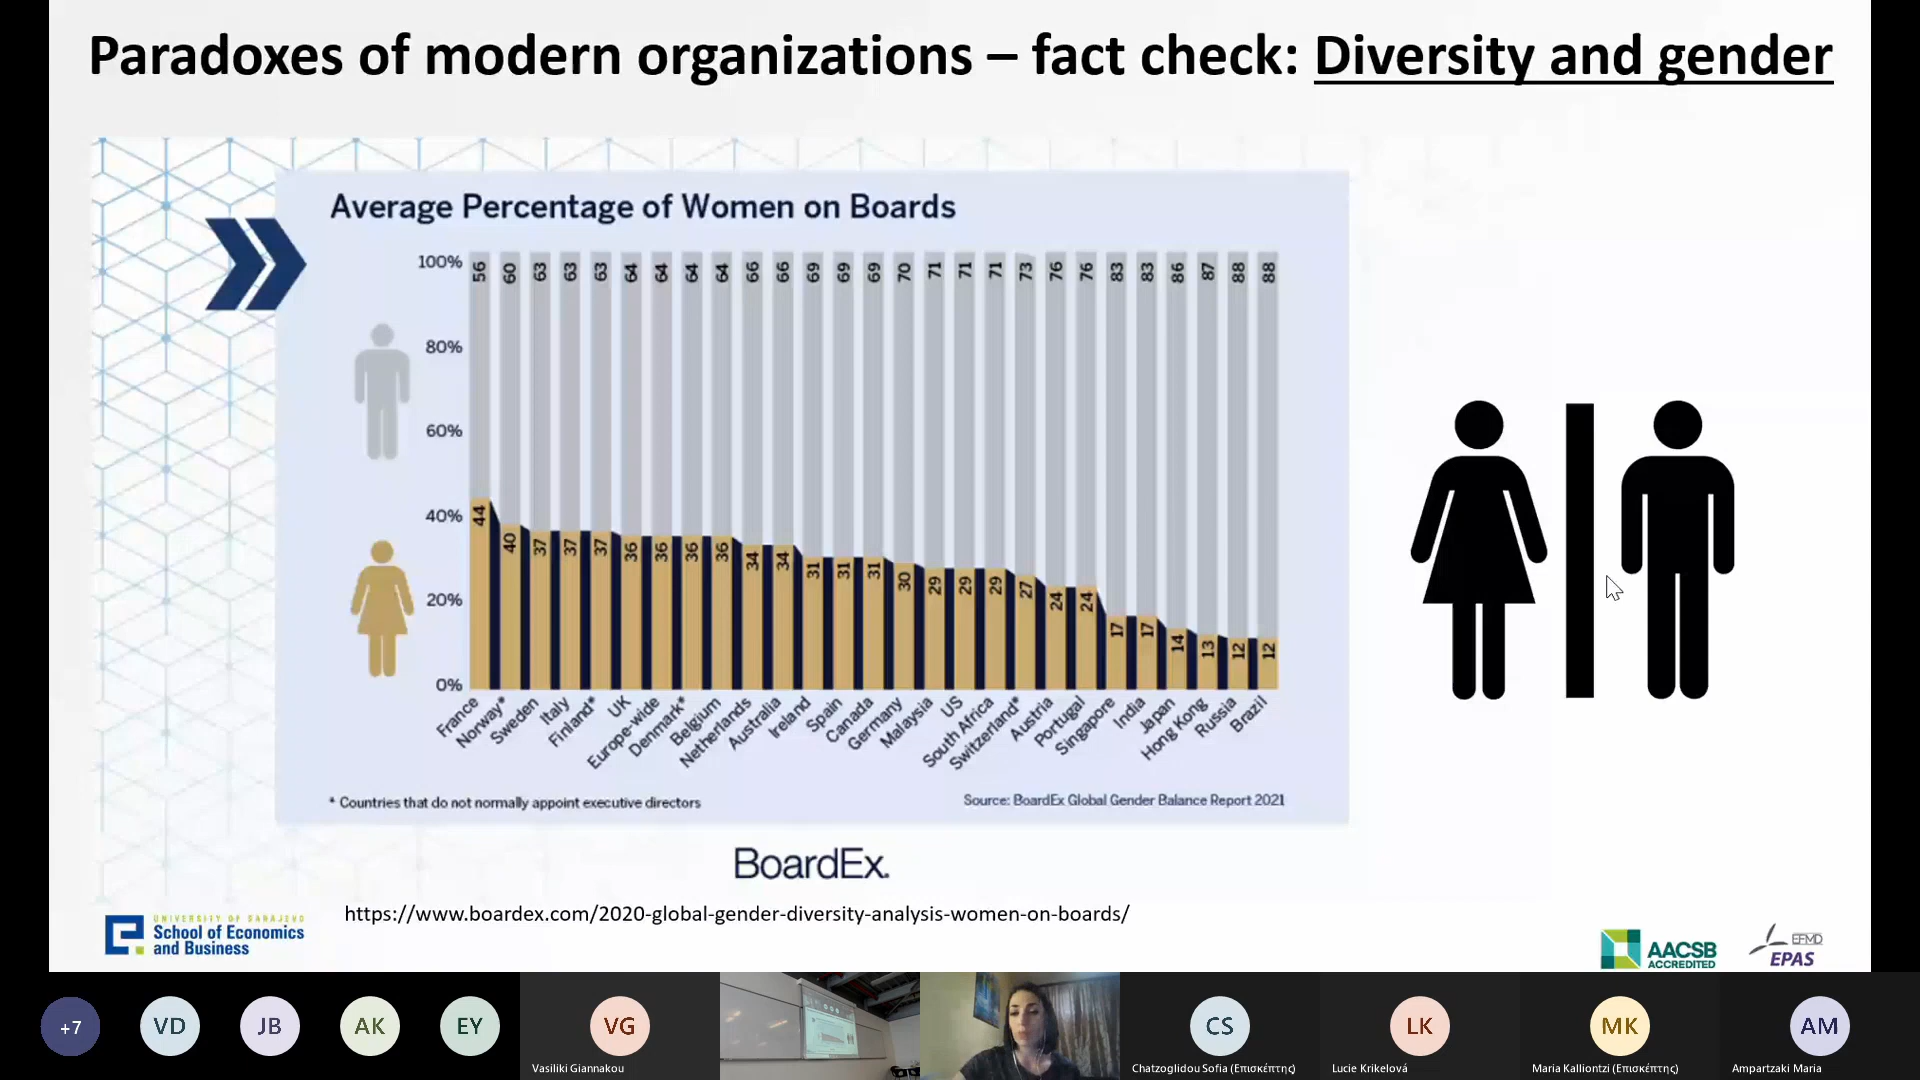 Paradoxes of modern organizations – fact check: Diversity and gender
Average Percentage of Women on Boards
100%
80%
60%
40%
20%
0%
56 60 63 63 63 64 64 64 64 66 66 69 69 69 70 71 71 71 73 76 76 83 83 86 87 88 88
44 40 37 37 37 36 36 36 36 34 34 31 31 31 30 29 29 29 27 24 24 17 17 14 13 12 12
France Norway* Sweden Italy Finland* UK Europe-wide Denmark* Belgium Netherlands Australia Ireland Spain Canada Germany Malaysia US South Africa Switzerland* Austria Portugal Singapore India Japan Hong Kong Russia Brazil
* Countries that do not normally appoint executive directors
Source: BoardEx Global Gender Balance Report 2021
BoardEx.
https://www.boardex.com/2020-global-gender-diversity-analysis-women-on-boards/
UNIVERSITY OF SARAJEVO
School of Economics
and Business
AACSB
ACCREDITED
EFMD
EPAS
+7
VD
JB
AK
EY
VG
CS
LK
MK
AM
Vasiliki Giannakou
Chatzoglidou Sofia (Επισκέπτης)
Lucie Krikelová
Maria Kalliontzi (Επισκέπτης)
Ampartzaki Maria